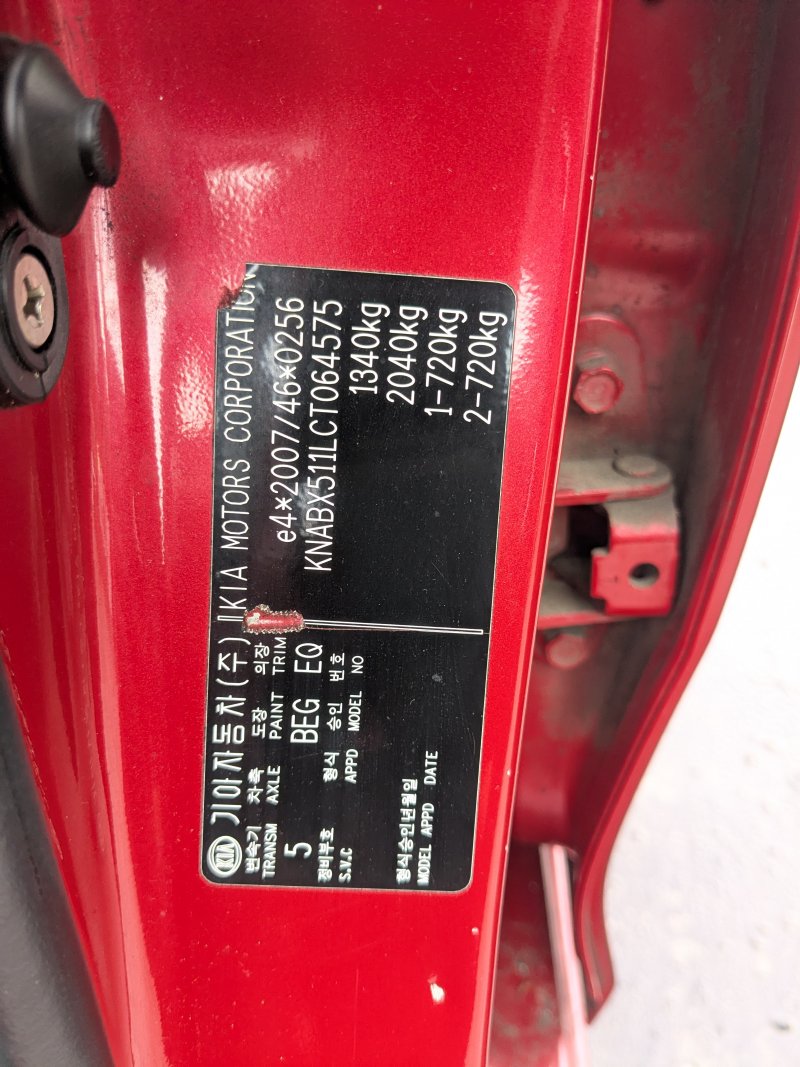 KIA 기아자동차(주) KIA MOTORS CORPORATION
변속기 차축 도장 의장
TRANSM AXLE PAINT TRIM
5 BEG EQ
정비부호 형식 승인 번호
S.V.C APPD MODEL NO
형식승인년월일
MODEL APPD DATE
e4*2007/46*0256
KNABX511LCT064575
1340kg
2040kg
1-720kg
2-720kg